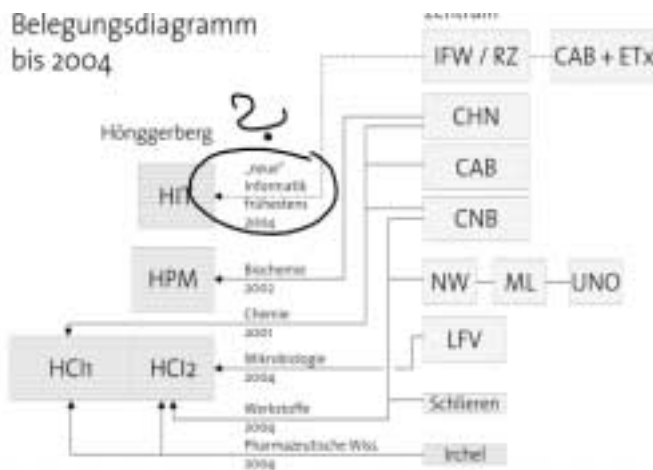 Belegungsdiagramm
bis 2004
Zentrum
IFW / RZ
CAB + ETx
?
Hönggerberg
CHN
HIT
„neue"
Informatik
frühestens
2004
CAB
CNB
HPM
Biochemie
2002
NW
ML
UNO
Chemie
2001
LFV
HCI1
HCI2
Mikrobiologie
2004
Werkstoffe
2004
Schlieren
Pharmazeutische Wiss.
2004
Irchel